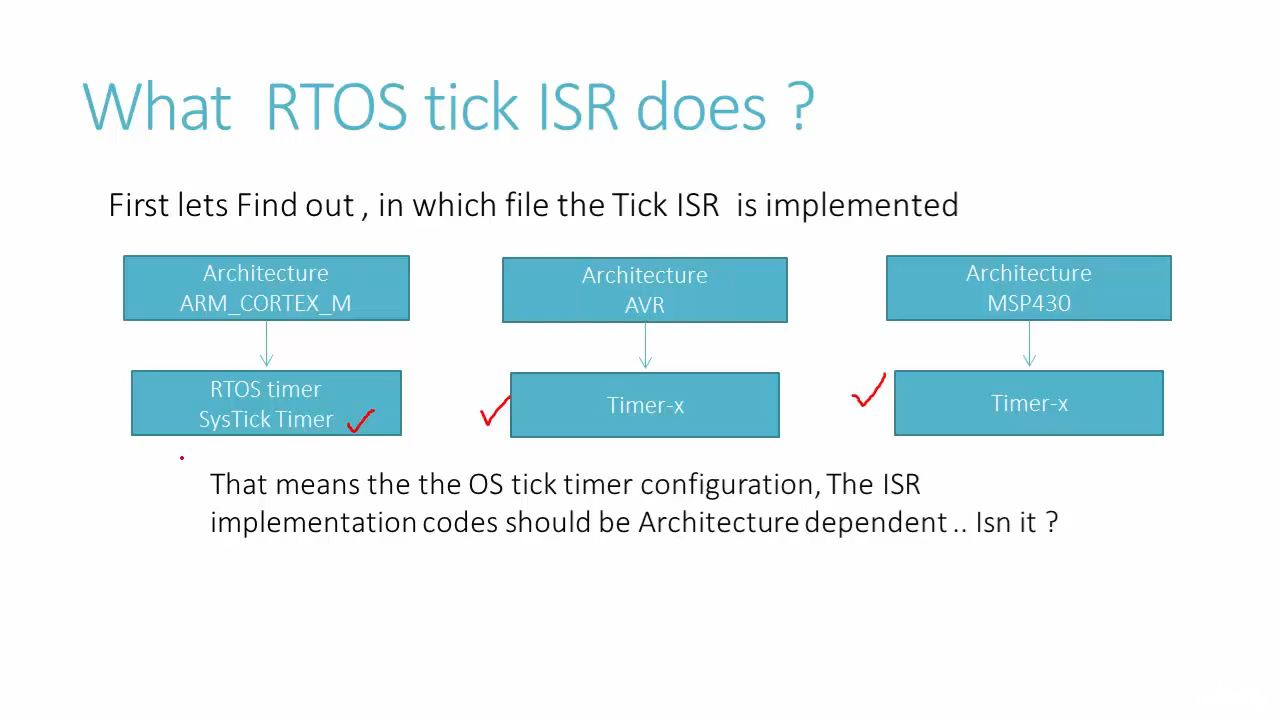 What RTOS tick ISR does ?
First lets Find out , in which file the Tick ISR is implemented
Architecture
ARM_CORTEX_M
Architecture
AVR
Architecture
MSP430
RTOS timer
SysTick Timer
Timer-x
Timer-x
That means the the OS tick timer configuration, The ISR
implementation codes should be Architecture dependent .. Isn it ?